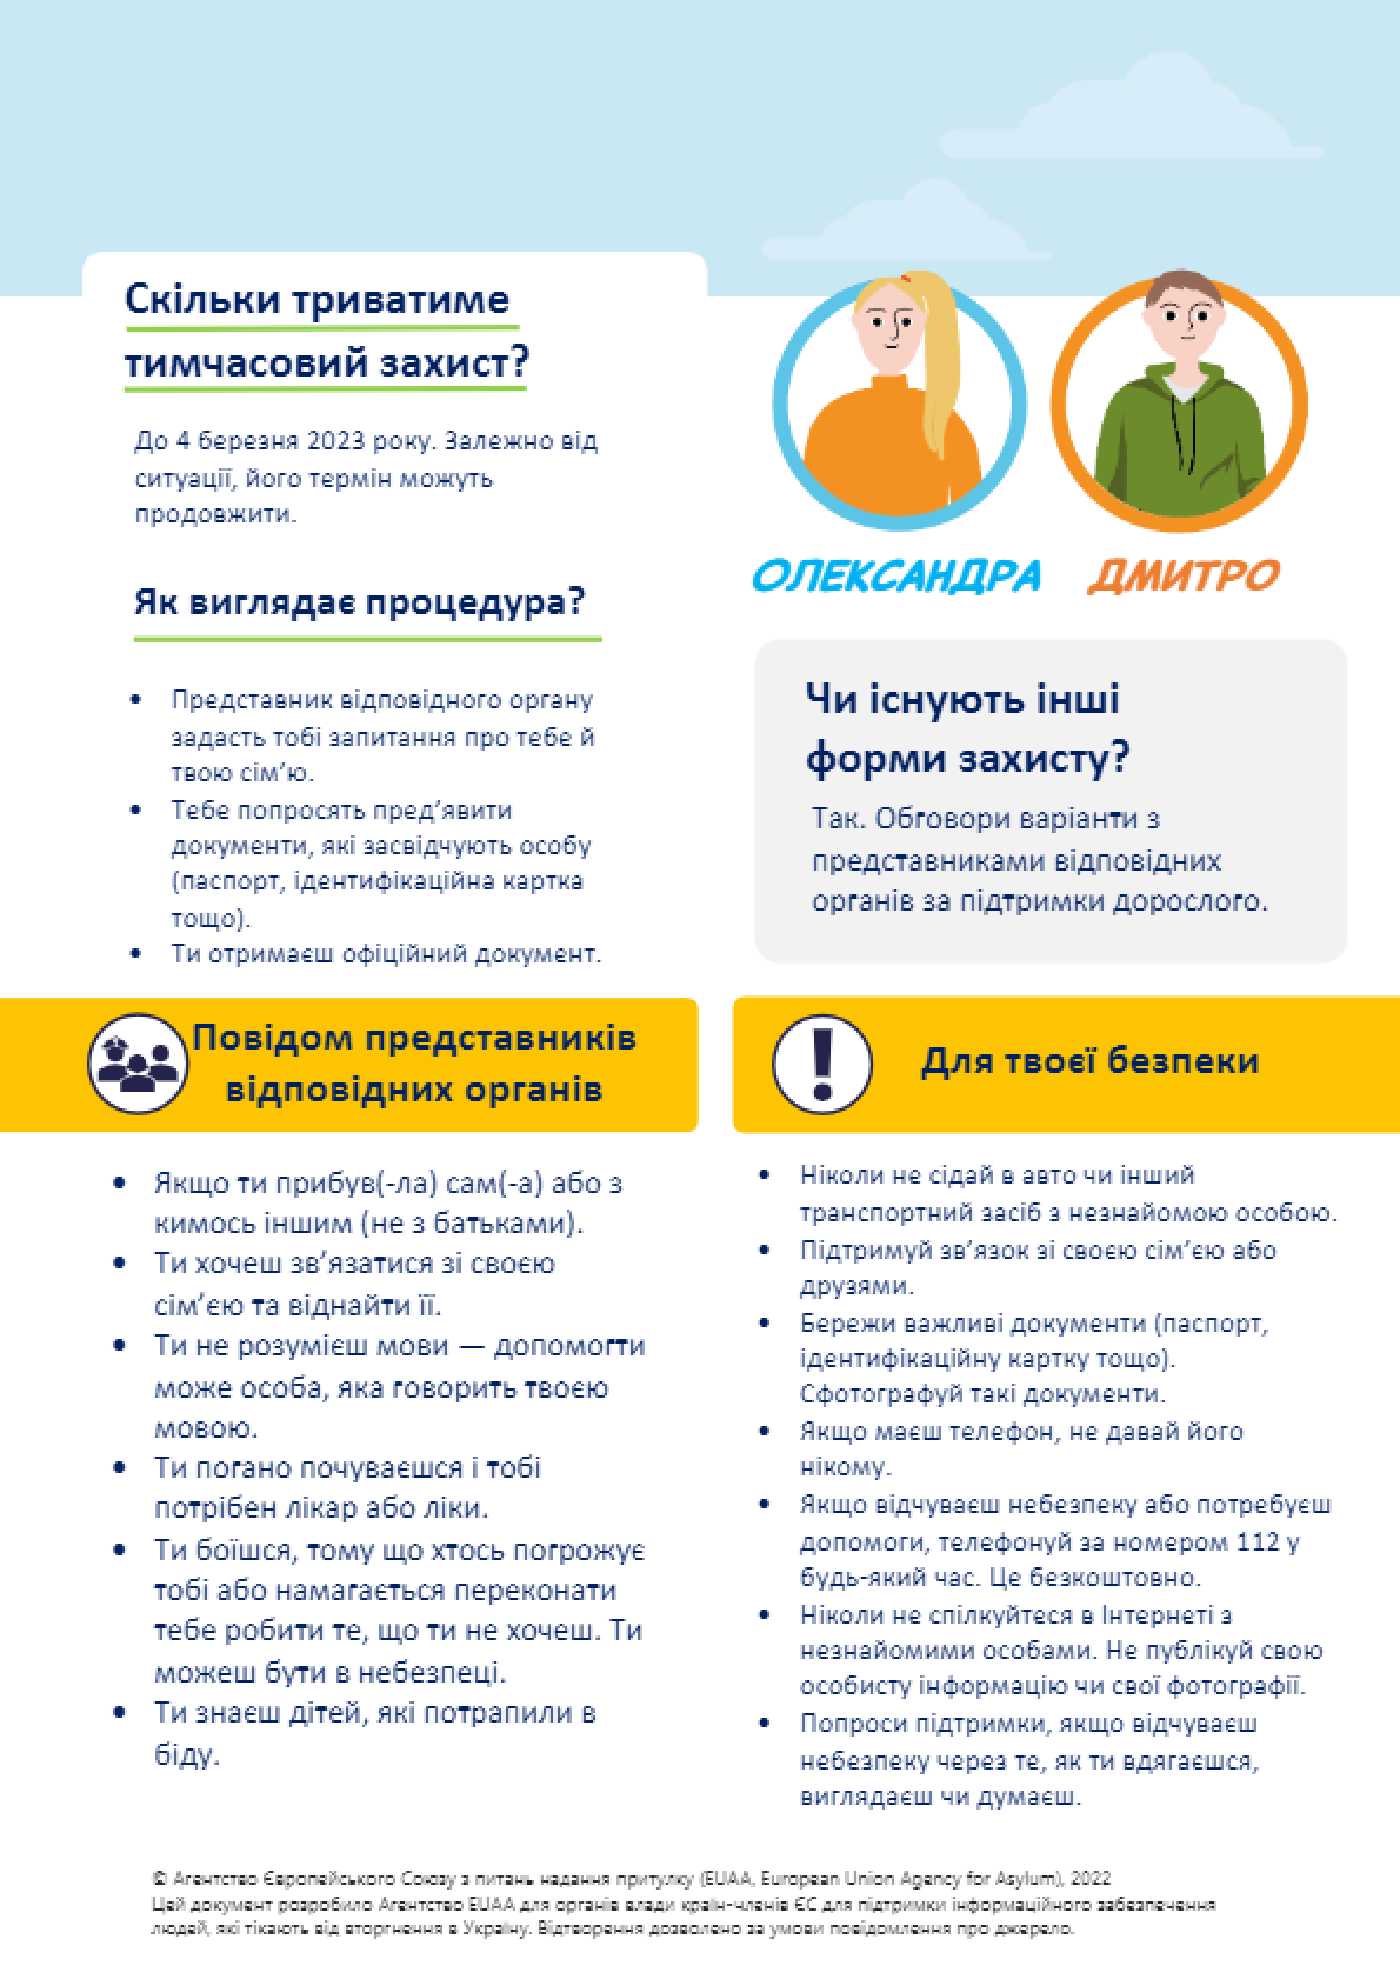 Скільки триватиме
тимчасовий захист?
До 4 березня 2023 року. Залежно від
ситуації, його термін можуть
продовжити.
Як виглядає процедура?
• Представник відповідного органу
задасть тобі запитання про тебе й
твою сім’ю.
• Тебе попросять пред’явити
документи, які засвідчують особу
(паспорт, ідентифікаційна картка
тощо).
• Ти отримаєш офіційний документ.
ОЛЕКСАНДРА ДМИТРО
Чи існують інші
форми захисту?
Так. Обговори варіанти з
представниками відповідних
органів за підтримки дорослого.
Повідом представників
відповідних органів
• Якщо ти прибув(-ла) сам(-а) або з
кимось іншим (не з батьками).
• Ти хочеш зв’язатися зі своєю
сім’єю та віднайти її.
• Ти не розумієш мови — допомогти
може особа, яка говорить твоєю
мовою.
• Ти погано почуваєшся і тобі
потрібен лікар або ліки.
• Ти боїшся, тому що хтось погрожує
тобі або намагається переконати
тебе робити те, що ти не хочеш. Ти
можеш бути в небезпеці.
• Ти знаєш дітей, які потрапили в
біду.
Для твоєї безпеки
• Ніколи не сідай в авто чи інший
транспортний засіб з незнайомою особою.
• Підтримуй зв’язок зі своєю сім’єю або
друзями.
• Бережи важливі документи (паспорт,
ідентифікаційну картку тощо).
Сфотографуй такі документи.
• Якщо маєш телефон, не давай його
нікому.
• Якщо відчуваєш небезпеку або потребуєш
допомоги, телефонуй за номером 112 у
будь-який час. Це безкоштовно.
• Ніколи не спілкуйтеся в Інтернеті з
незнайомими особами. Не публікуй свою
особисту інформацію чи свої фотографії.
• Попроси підтримки, якщо відчуваєш
небезпеку через те, як ти вдягаєшся,
виглядаєш чи думаєш.
© Агентство Європейського Союзу з питань надання притулку (EUAA, European Union Agency for Asylum), 2022
Цей документ розробило Агентство EUAA для органів влади країн-членів ЄС для підтримки інформаційного забезпечення
людей, які тікають від вторгнення в Україну. Відтворення дозволено за умови повідомлення про джерело.